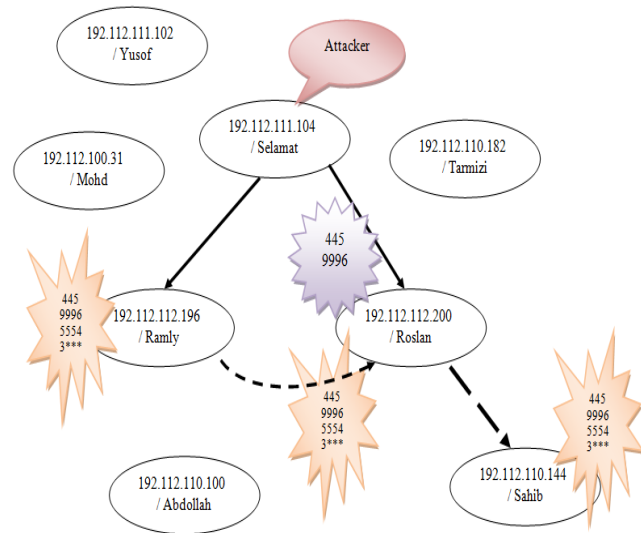 192.112.111.102
/ Yusof
Attacker
192.112.111.104
/ Selamat
192.112.110.182
/ Tarmizi
192.112.100.31
/ Mohd
445
9996
445
9996
5554
3***
192.112.112.196
/ Ramly
192.112.112.200
/ Roslan
445
9996
5554
3***
445
9996
5554
3***
192.112.110.100
/ Abdollah
192.112.110.144
/ Sahib